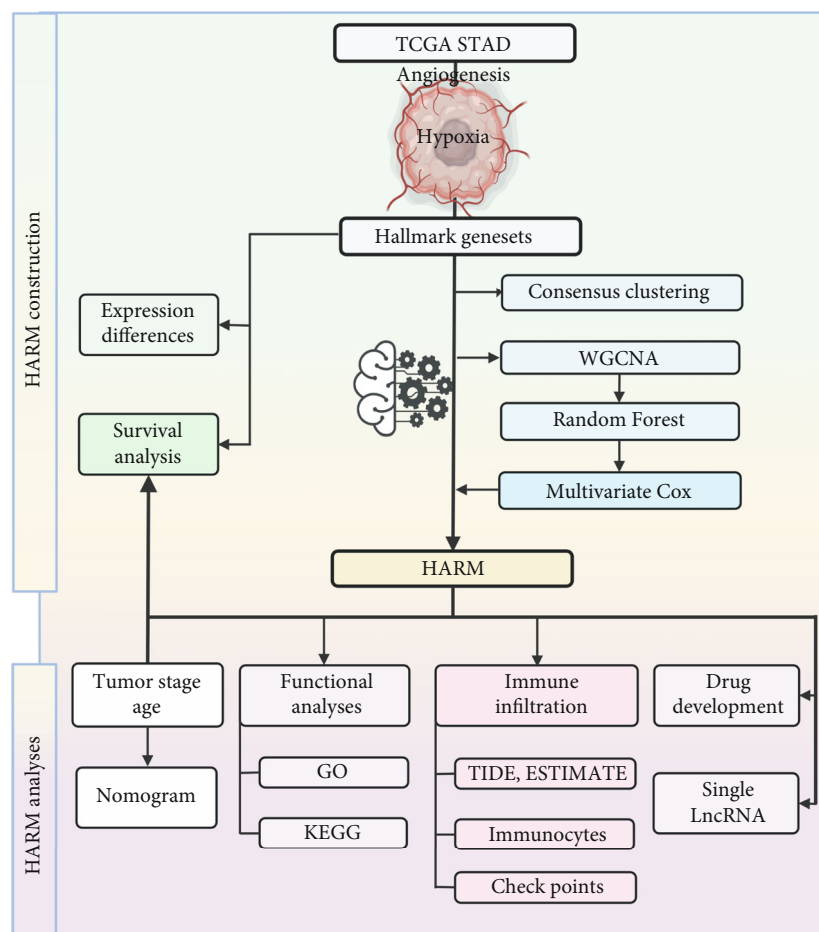 HARM construction
TCGA STAD
Angiogenesis
Hypoxia
Hallmark genesets
Consensus clustering
Expression
differences
WGCNA
Random Forest
Survival
analysis
Multivariate Cox
HARM
HARM analyses
Tumor stage
age
Nomogram
Functional
analyses
GO
KEGG
Immune
infiltration
TIDE, ESTIMATE
Immunocytes
Check points
Drug
development
Single
LncRNA